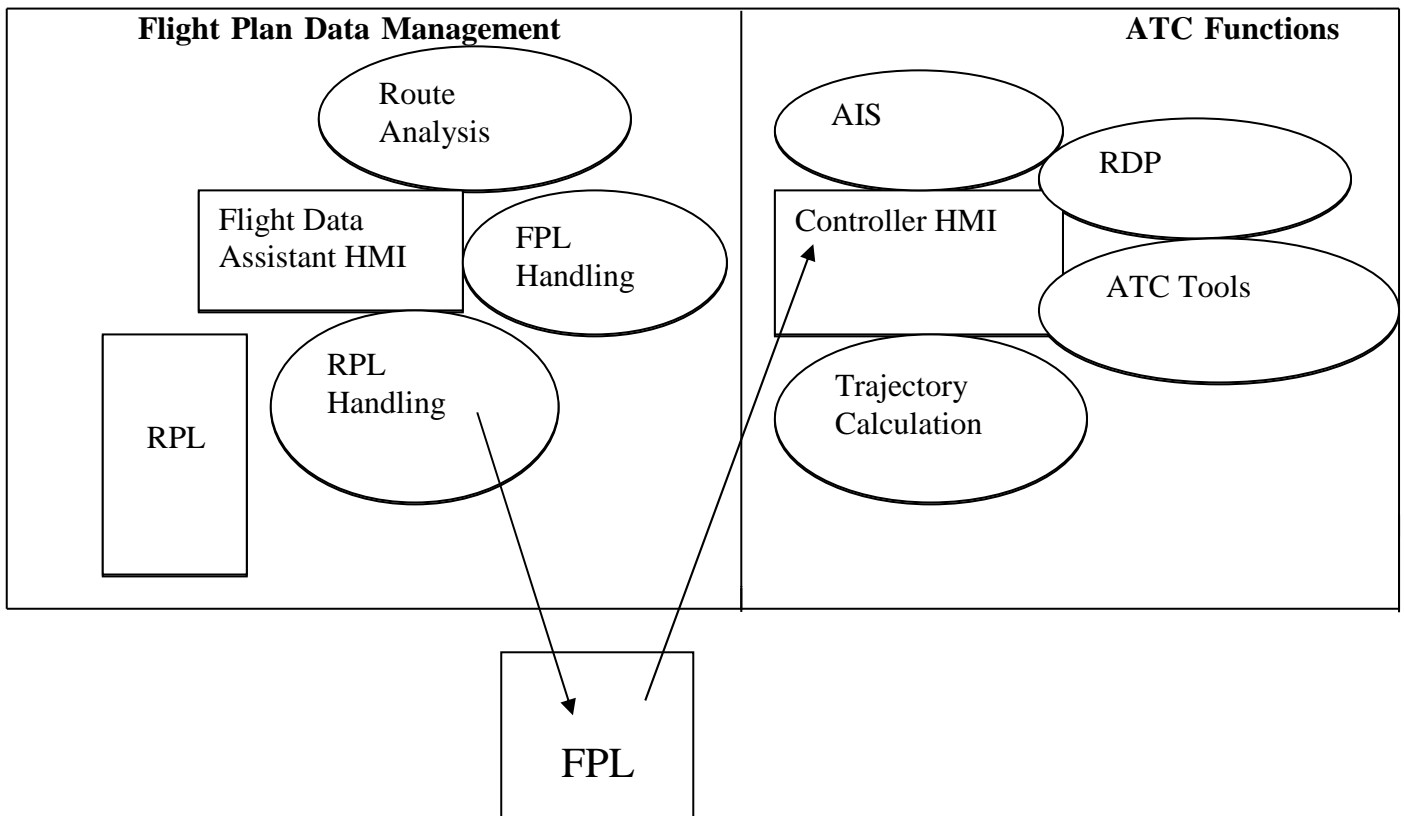 Flight Plan Data Management
Route
Analysis
Flight Data
Assistant HMI
FPL
Handling
RPL
Handling
RPL
ATC Functions
AIS
RDP
Controller HMI
ATC Tools
Trajectory
Calculation
FPL